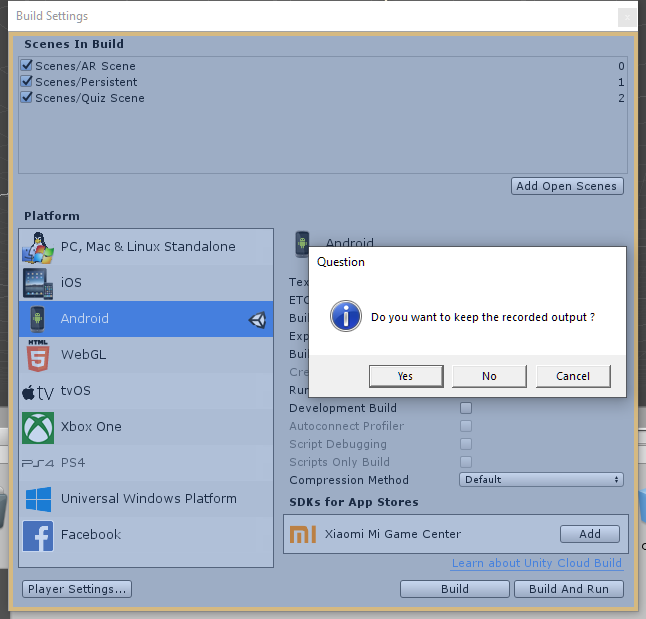 Build Settings
Scenes In Build
Scenes/AR Scene 0
Scenes/Persistent 1
Scenes/Quiz Scene 2
Add Open Scenes
Platform
PC, Mac & Linux Standalone
iOS
Android
HTML
5
WebGL
tv
tvOS
Xbox One
PS4
PS4
Universal Windows Platform
Facebook
Android
Tex
ETC
Buil
Exp
Buil
Cre
Run
Question
Do you want to keep the recorded output ?
Yes
No
Cancel
Development Build
Autoconnect Profiler
Script Debugging
Scripts Only Build
Compression Method Default
SDKs for App Stores
Xiaomi Mi Game Center Add
Learn about Unity Cloud Build
Player Settings...
Build
Build And Run